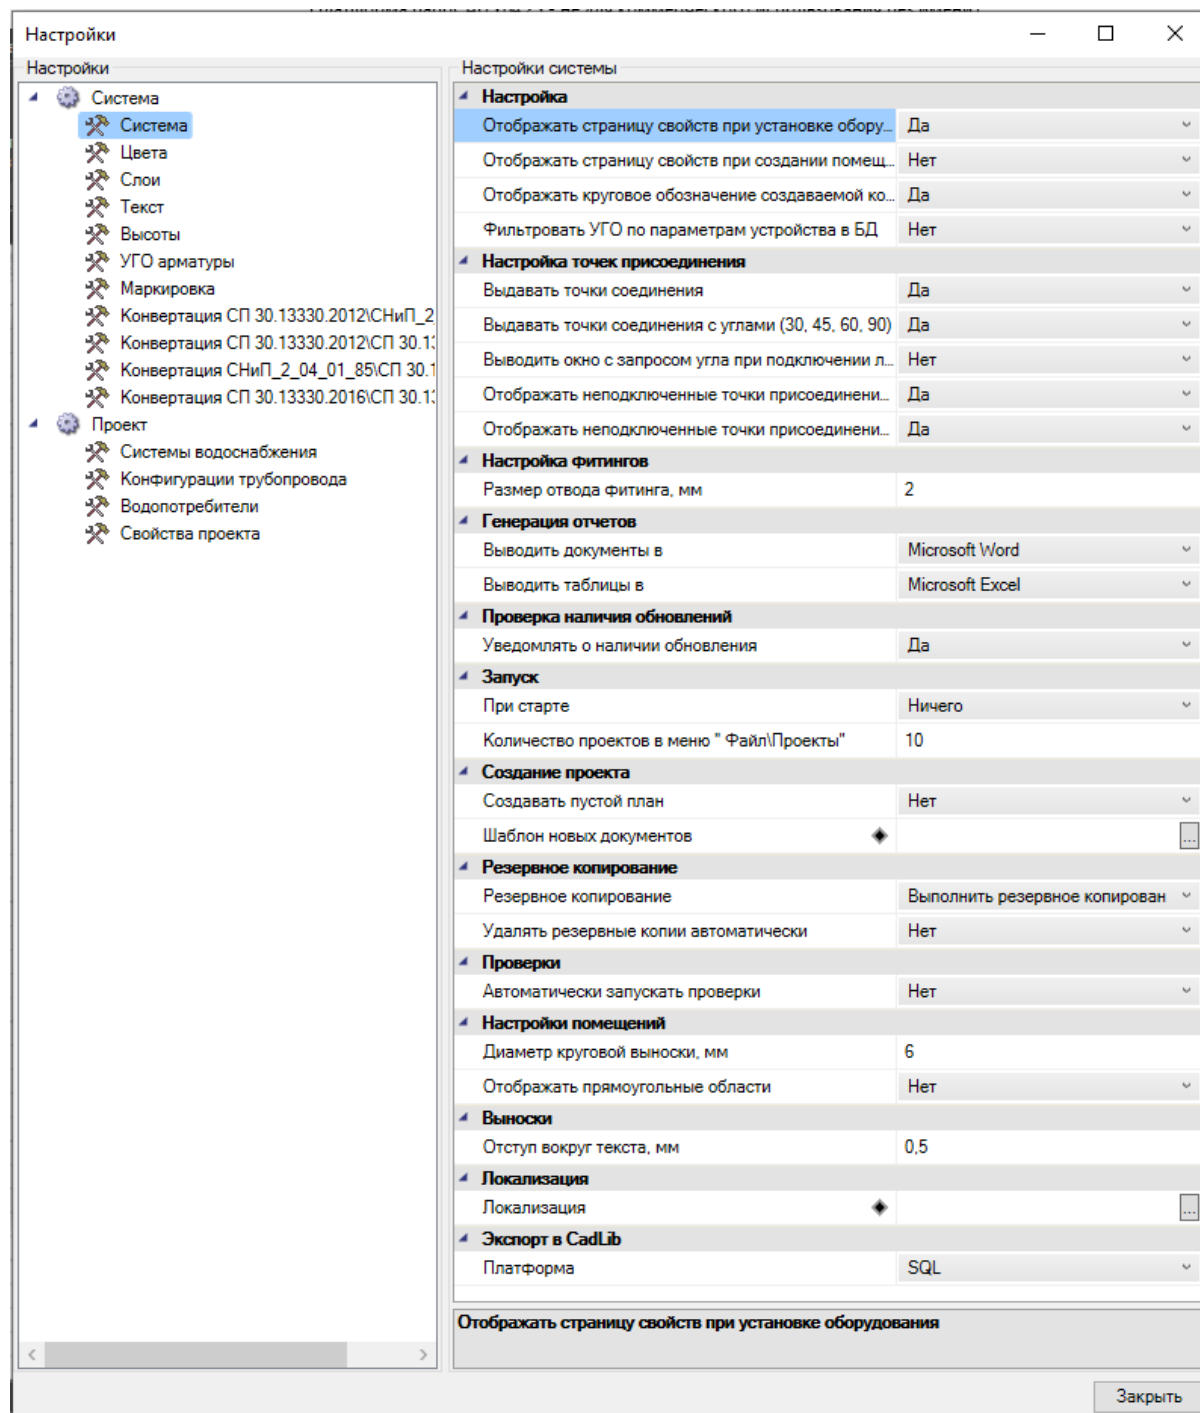 Настройки
Настройки
Система
Система
Цвета
Слои
Текст
Высоты
УГО арматуры
Маркировка
Конвертация СП 30.13330.2012\СНиП_2
Конвертация СП 30.13330.2012\СП 30.1
Конвертация СНиП_2_04_01_85\СП 30.1
Конвертация СП 30.13330.2016\СП 30.1
Проект
Системы водоснабжения
Конфигурации трубопровода
Водопотребители
Свойства проекта
Настройки системы
Настройка
Отображать страницу свойств при установке обору... Да
Отображать страницу свойств при создании помещ... Нет
Отображать круговое обозначение создаваемой ко... Да
Фильтровать УГО по параметрам устройства в БД Нет
Настройка точек присоединения
Выдавать точки соединения Да
Выдавать точки соединения с углами (30, 45, 60, 90) Да
Выводить окно с запросом угла при подключении л... Нет
Отображать неподключенные точки присоединени... Да
Отображать неподключенные точки присоединени... Да
Настройка фитингов
Размер отвода фитинга, мм 2
Генерация отчетов
Выводить документы в Microsoft Word
Выводить таблицы в Microsoft Excel
Проверка наличия обновлений
Уведомлять о наличии обновления Да
Запуск
При старте Ничего
Количество проектов в меню " Файл\Проекты" 10
Создание проекта
Создавать пустой план Нет
Шаблон новых документов ...
Резервное копирование
Резервное копирование Выполнить резервное копирован
Удалять резервные копии автоматически Нет
Проверки
Автоматически запускать проверки Нет
Настройки помещений
Диаметр круговой выноски, мм 6
Отображать прямоугольные области Нет
Выноски
Отступ вокруг текста, мм 0,5
Локализация
Локализация ...
Экспорт в CadLib
Платформа SQL
Отображать страницу свойств при установке оборудования
Закрыть